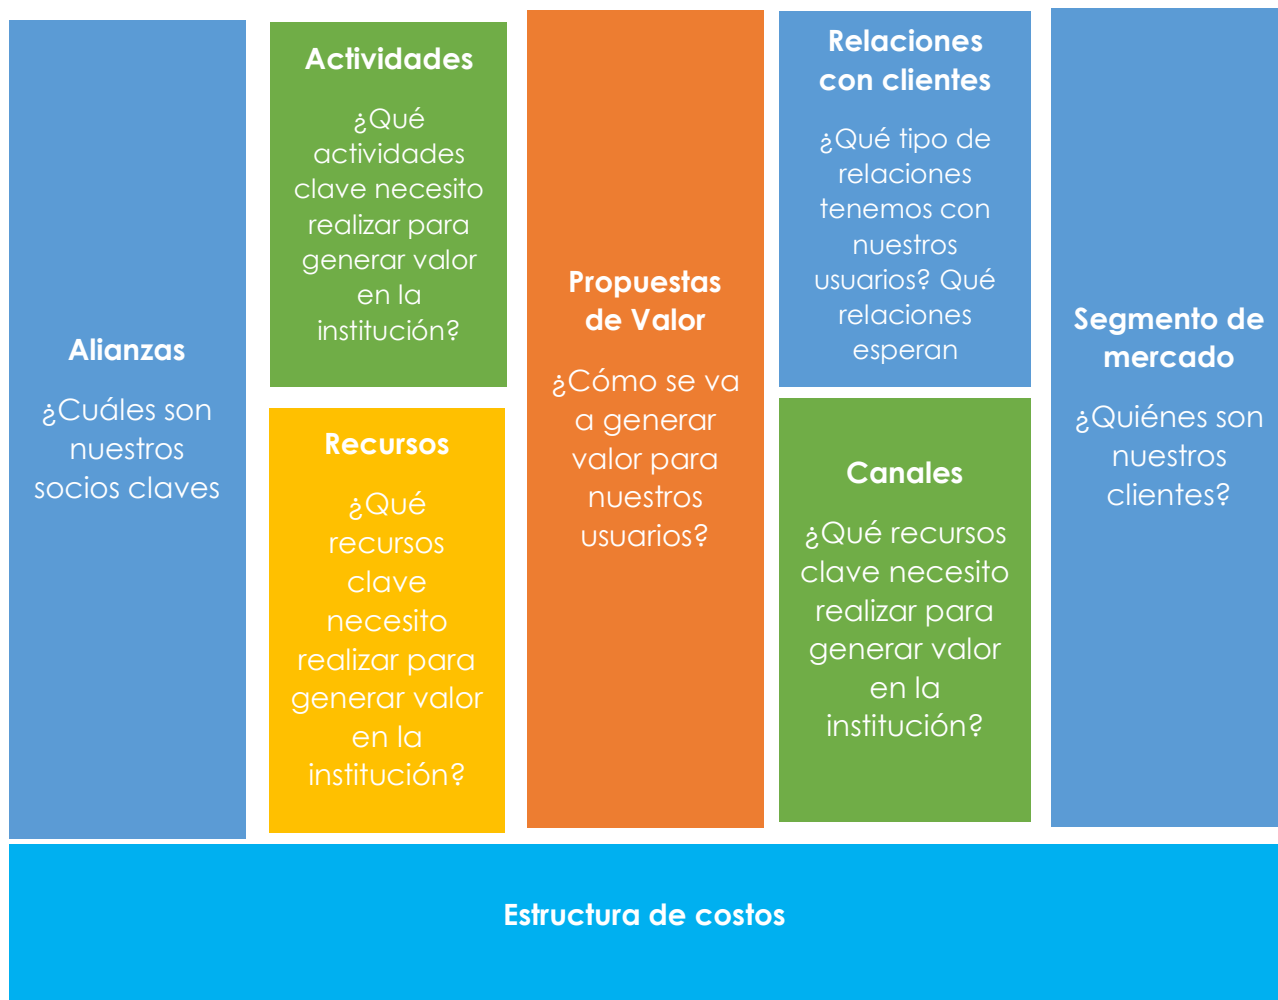 Alianzas
¿Cuáles son
nuestros
socios claves
Actividades
¿Qué
actividades
clave necesito
realizar para
generar valor
en la
institución?
Recursos
¿Qué
recursos
clave
necesito
realizar para
generar valor
en la
institución?
Propuestas
de Valor
¿Cómo se va
a generar
valor para
nuestros
usuarios?
Relaciones
con clientes
¿Qué tipo de
relaciones
tenemos con
nuestros
usuarios? Qué
relaciones
esperan
Canales
¿Qué recursos
clave necesito
realizar para
generar valor
en la
institución?
Segmento de
mercado
¿Quiénes son
nuestros
clientes?
Estructura de costos